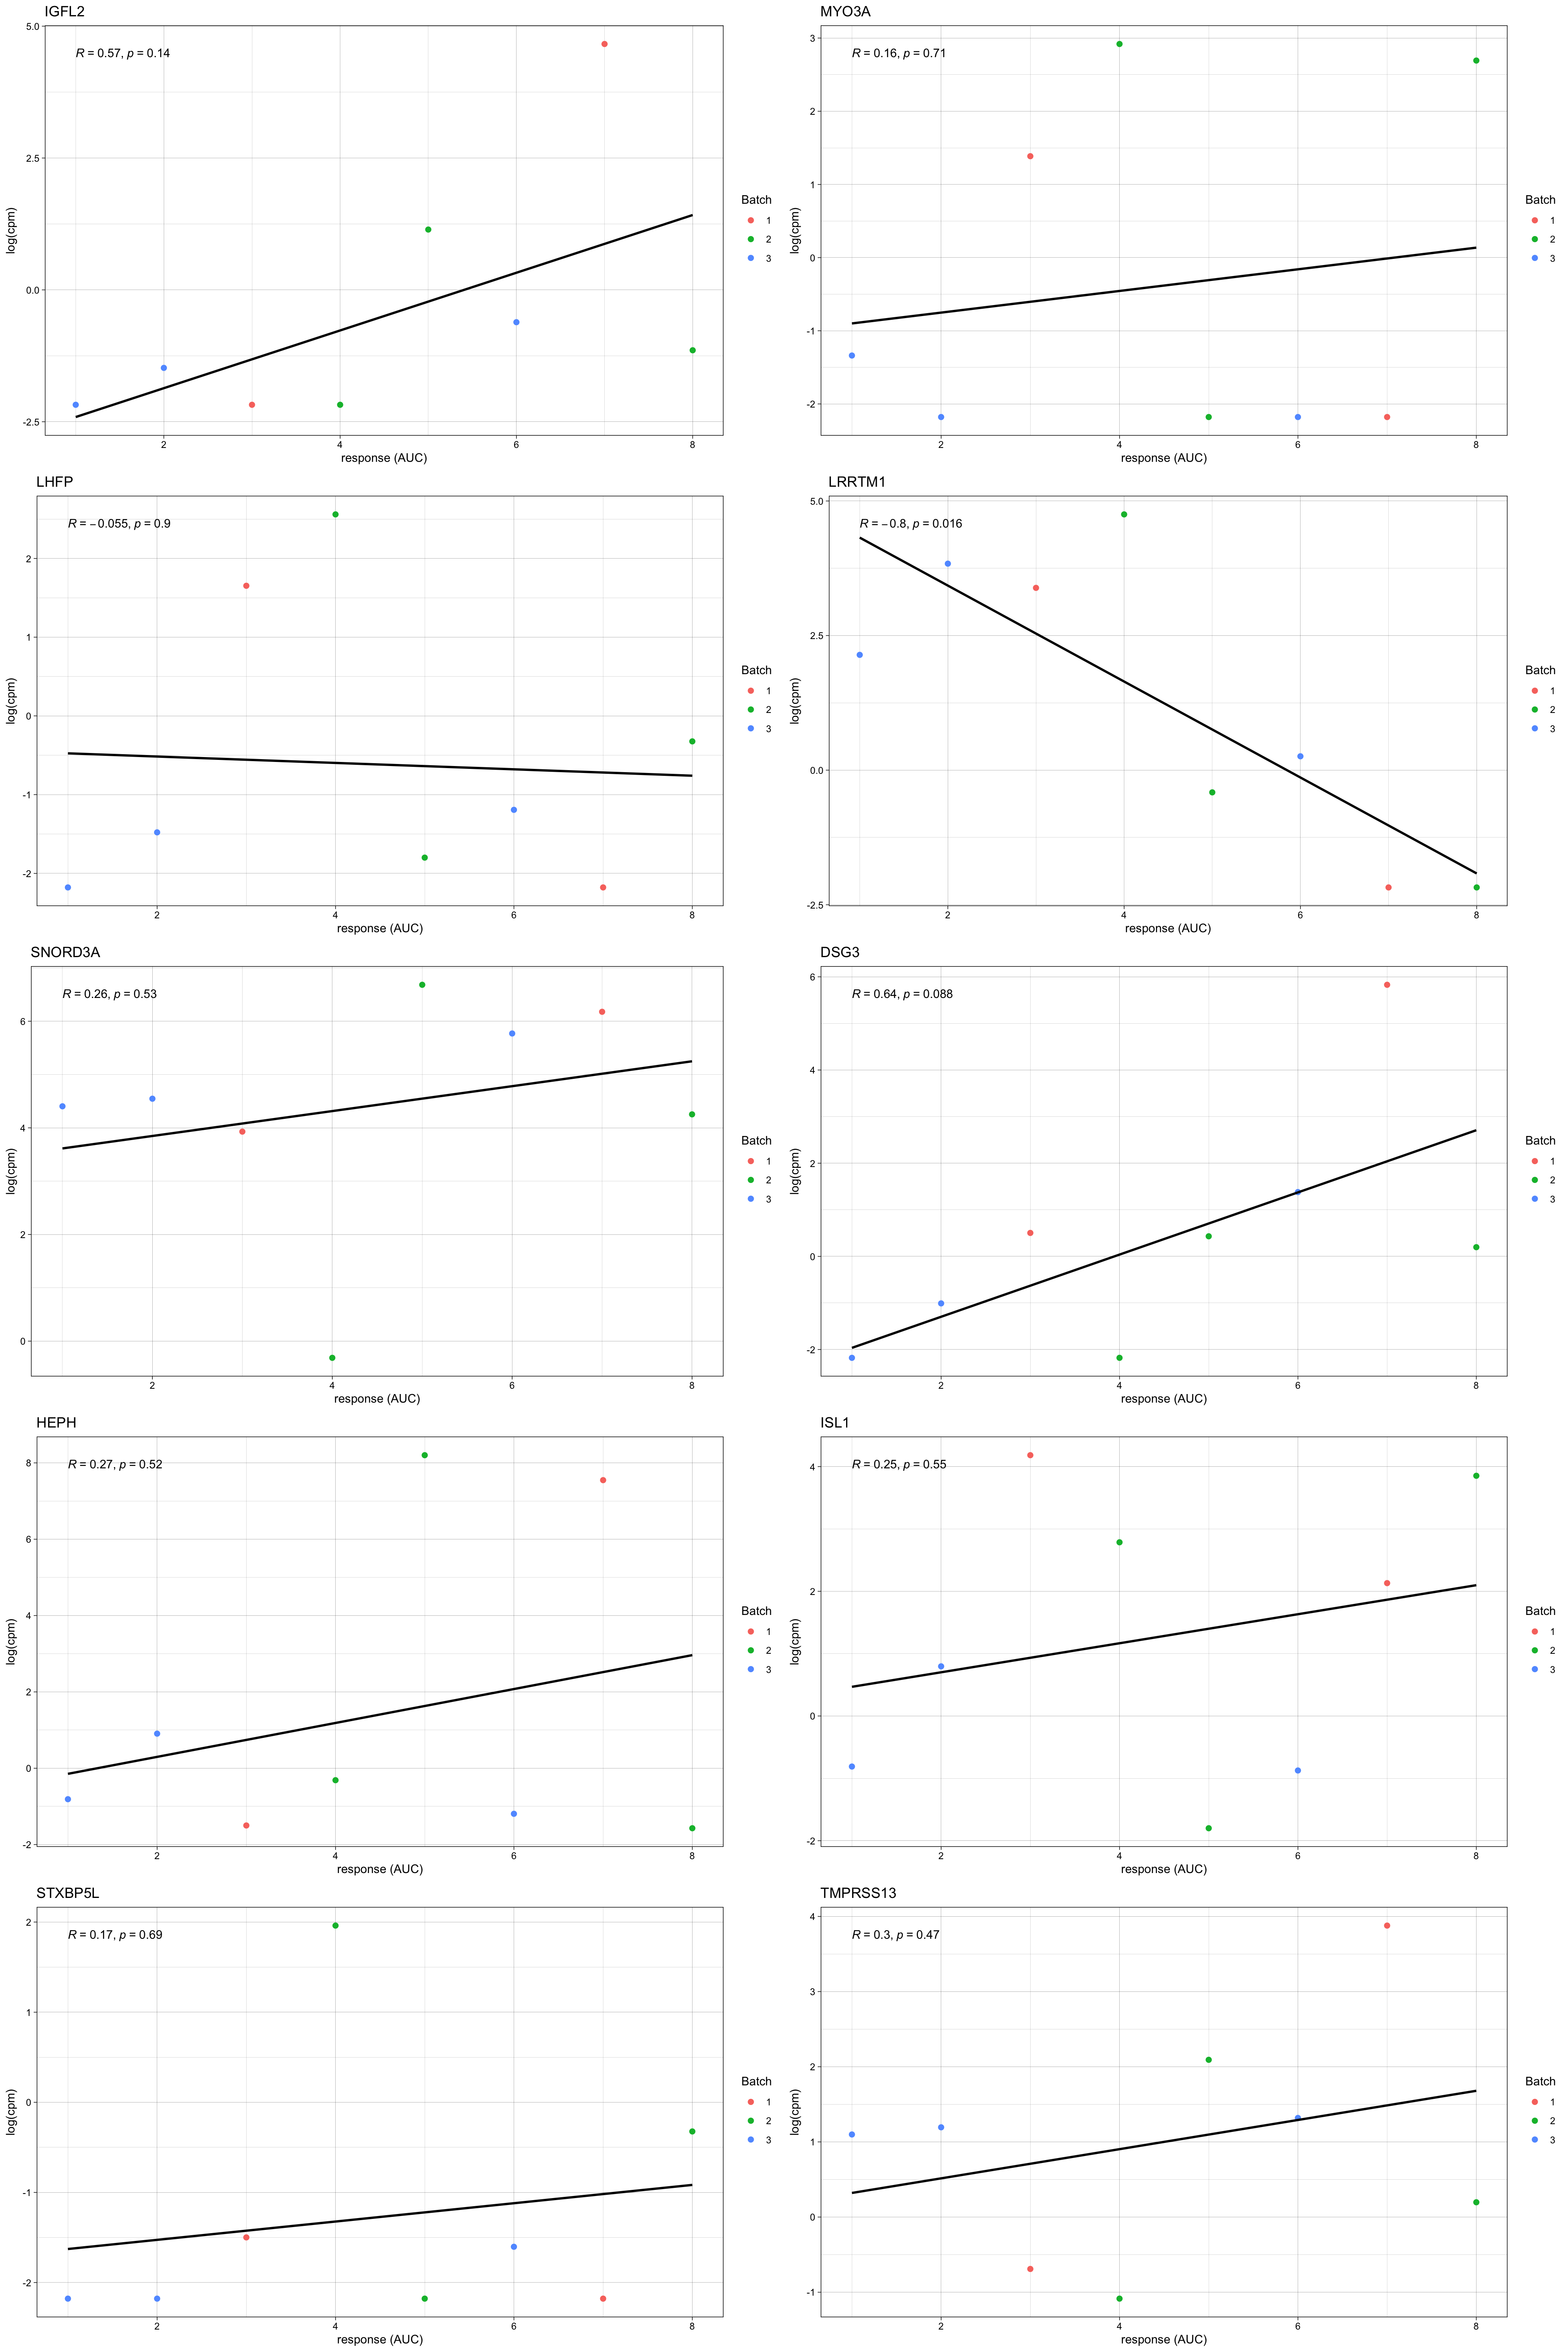 IGFL2
R = 0.57, p = 0.14
5.0
2.5
0.0
-2.5
log(cpm)
2 4 6 8
response (AUC)
Batch
1
2
3
MYO3A
R = 0.16, p = 0.71
3
2
1
0
-1
-2
log(cpm)
2 4 6 8
response (AUC)
Batch
1
2
3
LHFP
R = −0.055, p = 0.9
2
1
0
-1
-2
log(cpm)
2 4 6 8
response (AUC)
Batch
1
2
3
LRRTM1
R = −0.8, p = 0.016
5.0
2.5
0.0
-2.5
log(cpm)
2 4 6 8
response (AUC)
Batch
1
2
3
SNORD3A
R = 0.26, p = 0.53
6
4
2
0
log(cpm)
2 4 6 8
response (AUC)
Batch
1
2
3
DSG3
R = 0.64, p = 0.088
6
4
2
0
-2
log(cpm)
2 4 6 8
response (AUC)
Batch
1
2
3
HEPH
R = 0.27, p = 0.52
8
6
4
2
0
-2
log(cpm)
2 4 6 8
response (AUC)
Batch
1
2
3
ISL1
R = 0.25, p = 0.55
4
2
0
-2
log(cpm)
2 4 6 8
response (AUC)
Batch
1
2
3
STXBP5L
R = 0.17, p = 0.69
2
1
0
-1
-2
log(cpm)
2 4 6 8
response (AUC)
Batch
1
2
3
TMPRSS13
R = 0.3, p = 0.47
4
3
2
1
0
-1
log(cpm)
2 4 6 8
response (AUC)
Batch
1
2
3